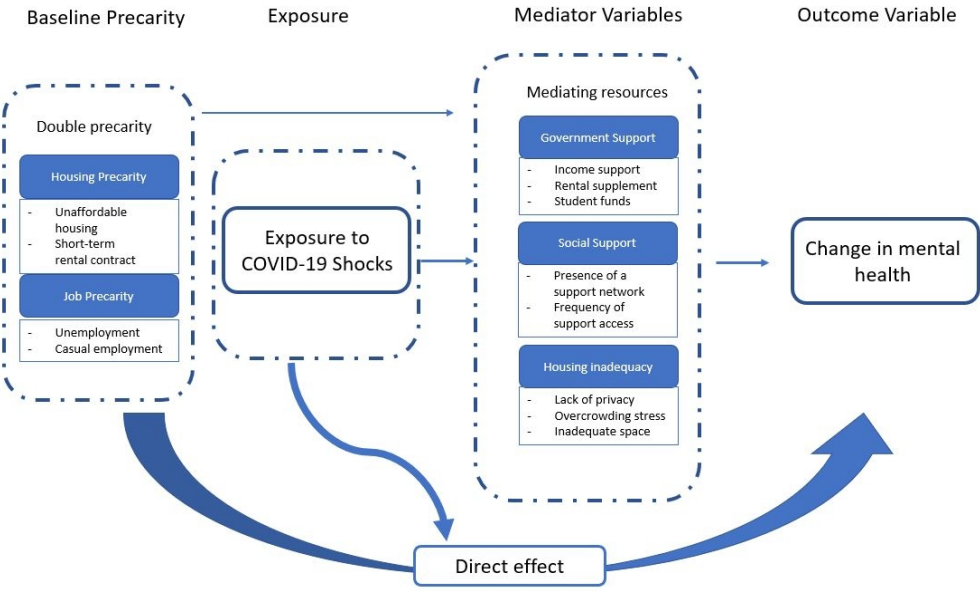 Baseline Precarity
Exposure
Mediator Variables
Outcome Variable
Double precarity
Housing Precarity
- Unaffordable
housing
- Short-term
rental contract
Job Precarity
- Unemployment
- Casual employment
Exposure to
COVID-19 Shocks
Mediating resources
Government Support
- Income support
- Rental supplement
- Student funds
Social Support
- Presence of a
support network
- Frequency of
support access
Housing inadequacy
- Lack of privacy
- Overcrowding stress
- Inadequate space
Change in mental
health
Direct effect